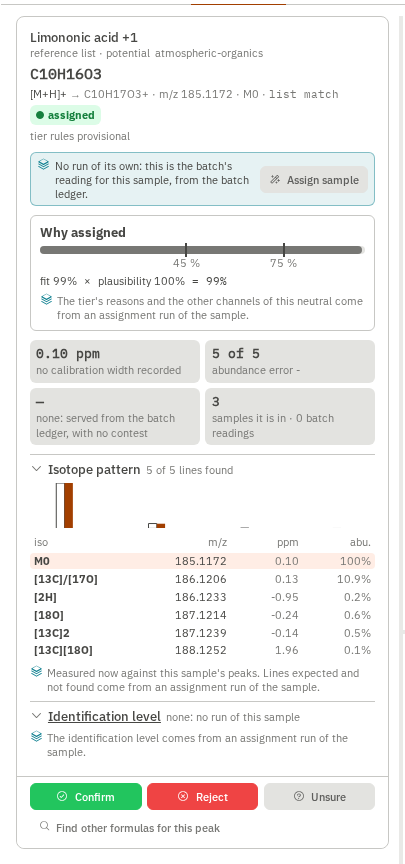 Limononic acid +1
reference list · potential atmospheric-organics
C10H16O3
[M+H]+ → C10H17O3+ · m/z 185.1172 · M0 · list match
assigned
tier rules provisional
No run of its own: this is the batch's
reading for this sample, from the batch
ledger.
Assign sample
Why assigned
45 % 75 %
fit 99% × plausibility 100% = 99%
The tier's reasons and the other channels of this neutral come
from an assignment run of the sample.
0.10 ppm
no calibration width recorded
5 of 5
abundance error -
—
none: served from the batch
ledger, with no contest
3
samples it is in · 0 batch
readings
Isotope pattern 5 of 5 lines found
iso m/z ppm abu.
M0 185.1172 0.10 100%
[13C]/[17O] 186.1206 0.13 10.9%
[2H] 186.1233 -0.95 0.2%
[18O] 187.1214 -0.24 0.6%
[13C]2 187.1239 -0.14 0.5%
[13C][18O] 188.1252 1.96 0.1%
Measured now against this sample's peaks. Lines expected and
not found come from an assignment run of the sample.
Identification level none: no run of this sample
The identification level comes from an assignment run of the
sample.
Confirm
Reject
Unsure
Find other formulas for this peak